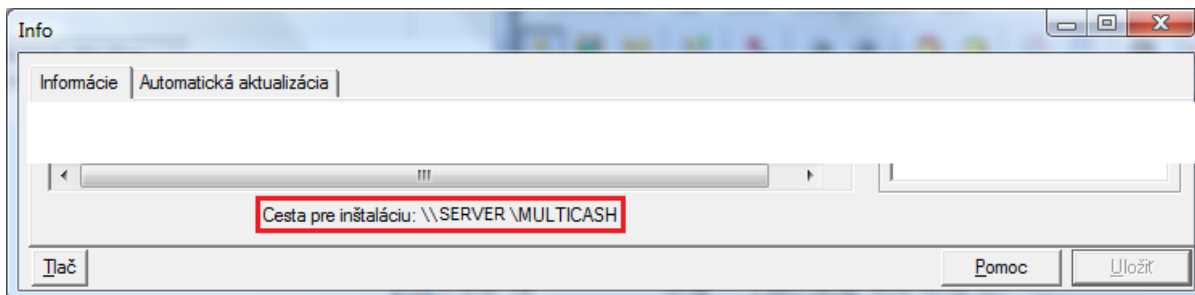 Info
Informácie Automatická aktualizácia
Cesta pre inštaláciu: \\SERVER \MULTICASH
Tlač Pomoc Uložiť